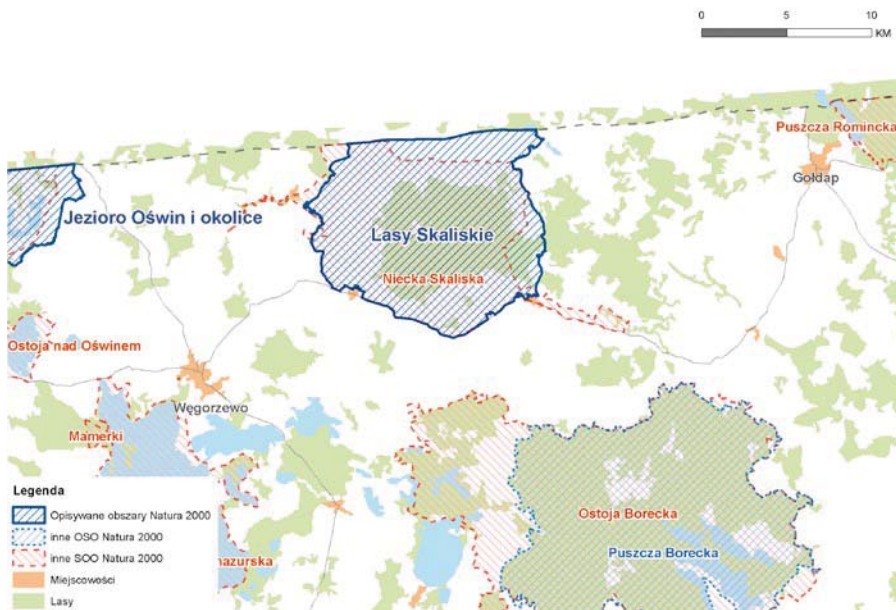 0 5 10
KM
Puszcza Romincka
Gołdap
Jezioro Oświn i okolice
Lasy Skaliskie
Niecka Skaliska
Ostoja nad Oświnem
Węgorzewo
Mamerki
Legenda
Opisywane obszary Natura 2000
inne OSO Natura 2000
inne SOO Natura 2000
Miejscowości
Lasy
nazurska
Ostoja Borecka
Puszcza Borecka